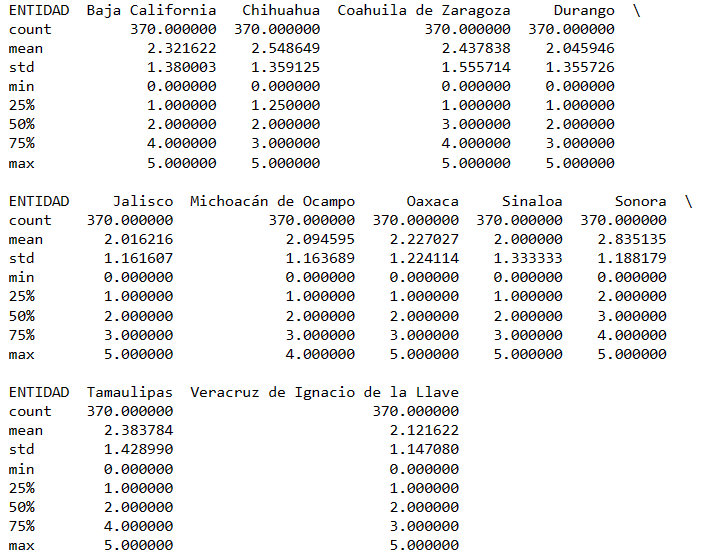 ENTIDAD  Baja California   Chihuahua  Coahuila de Zaragoza     Durango  \
count         370.000000  370.000000            370.000000  370.000000
mean            2.321622    2.548649              2.437838    2.045946
std             1.380003    1.359125              1.555714    1.355726
min             0.000000    0.000000              0.000000    0.000000
25%             1.000000    1.250000              1.000000    1.000000
50%             2.000000    2.000000              3.000000    2.000000
75%             4.000000    3.000000              4.000000    3.000000
max             5.000000    5.000000              5.000000    5.000000

ENTIDAD     Jalisco  Michoacán de Ocampo      Oaxaca     Sinaloa      Sonora  \
count    370.000000           370.000000  370.000000  370.000000  370.000000
mean       2.016216             2.094595    2.227027    2.000000    2.835135
std        1.161607             1.163689    1.224114    1.333333    1.188179
min        0.000000             0.000000    0.000000    0.000000    0.000000
25%        1.000000             1.000000    1.000000    1.000000    2.000000
50%        2.000000             2.000000    2.000000    2.000000    3.000000
75%        3.000000             3.000000    3.000000    3.000000    4.000000
max        5.000000             4.000000    5.000000    5.000000    5.000000

ENTIDAD  Tamaulipas  Veracruz de Ignacio de la Llave
count    370.000000                       370.000000
mean       2.383784                         2.121622
std        1.428990                         1.147080
min        0.000000                         0.000000
25%        1.000000                         1.000000
50%        2.000000                         2.000000
75%        4.000000                         3.000000
max        5.000000                         5.000000